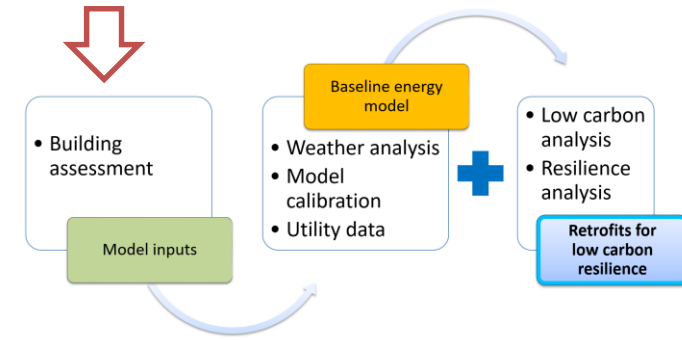 • Building
assessment
Model inputs
Baseline energy
model
• Weather analysis
• Model
calibration
• Utility data
• Low carbon
analysis
• Resilience
analysis
Retrofits for
low carbon
resilience